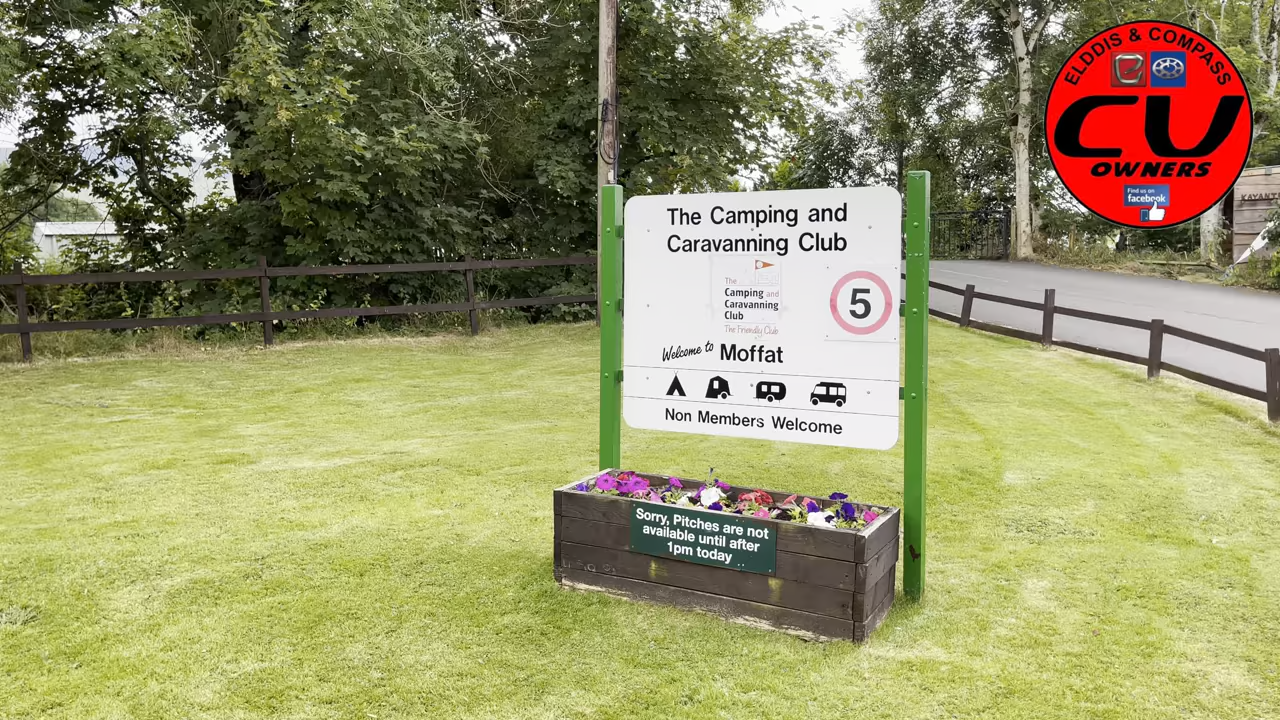 The Camping and
Caravanning Club
The
Camping and
Caravanning
Club
The Friendly Club
5
Welcome to Moffat
Non Members Welcome
Sorry, Pitches are not
available until after
1pm today
ELDDIS & COMPASS
CU
OWNERS
Find us on
facebook